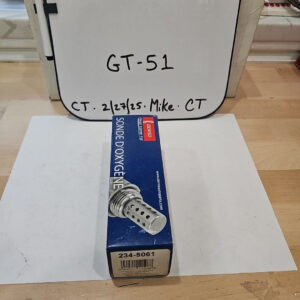 GT-51
CT. 2/27/25. Mike. CT
DENSO
SONDE D'OXYGÈNE
234-5061